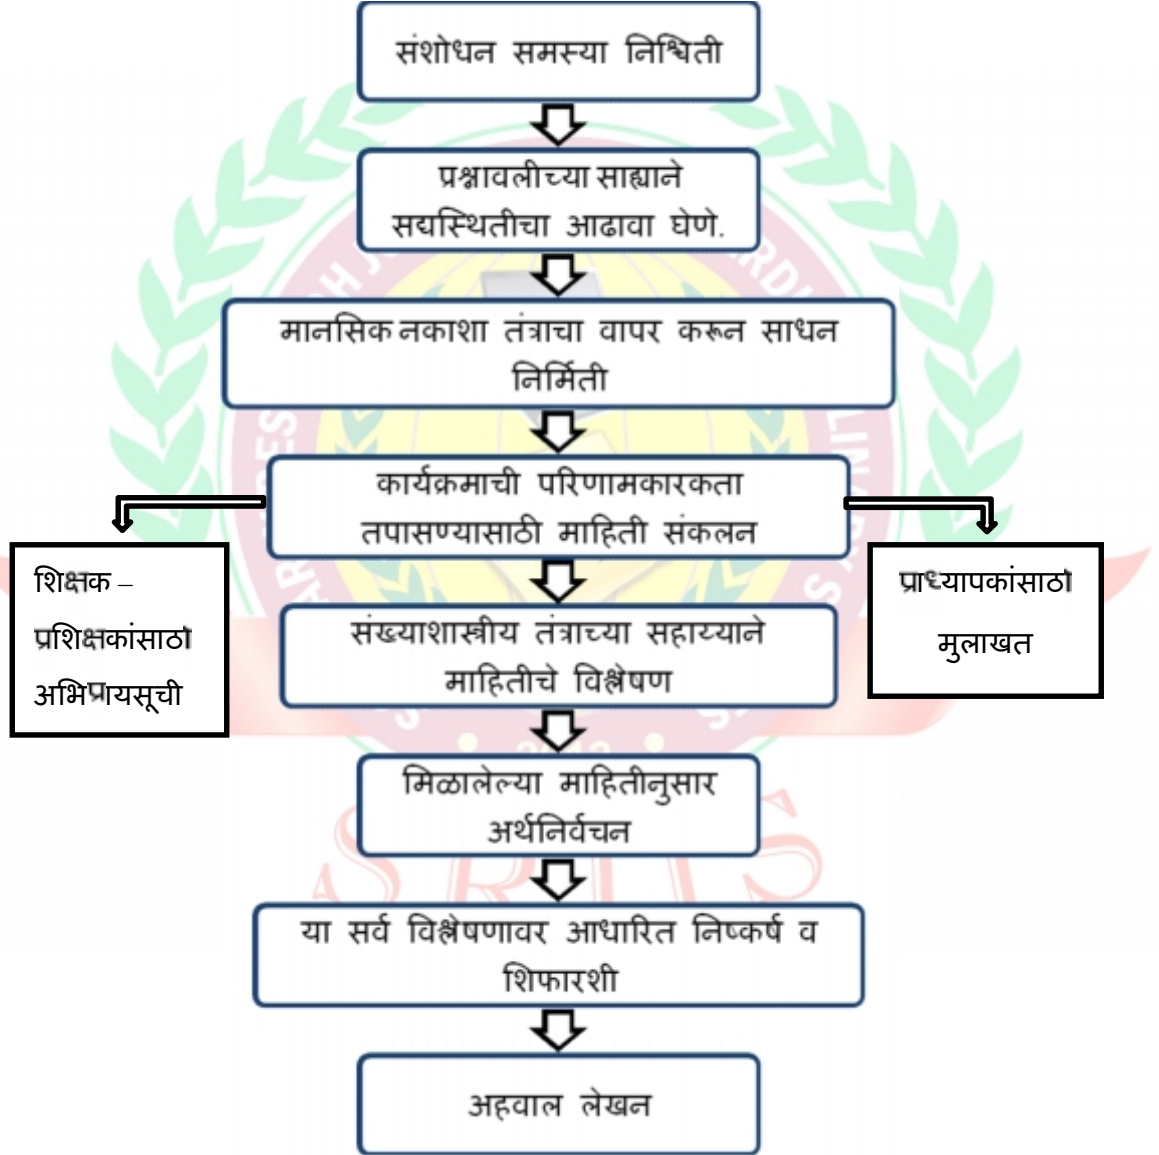 संशोधन समस्या निश्चिती
प्रश्नावलीच्या साह्याने
सद्यस्थितीचा आढावा घेणे.
मानसिक नकाशा तंत्राचा वापर करून साधन
निर्मिती
कार्यक्रमाची परिणामकारकता
तपासण्यासाठी माहिती संकलन
शिक्षक –
प्रशिक्षकांसाठी
अभिप्रायसूची
प्राध्यापकांसाठी
मुलाखत
संख्याशास्त्रीय तंत्राच्या सहाय्याने
माहितीचे विश्लेषण
मिळालेल्या माहितीनुसार
अर्थनिर्वचन
या सर्व विश्लेषणावर आधारित निष्कर्ष व
शिफारशी
अहवाल लेखन
SRJIS